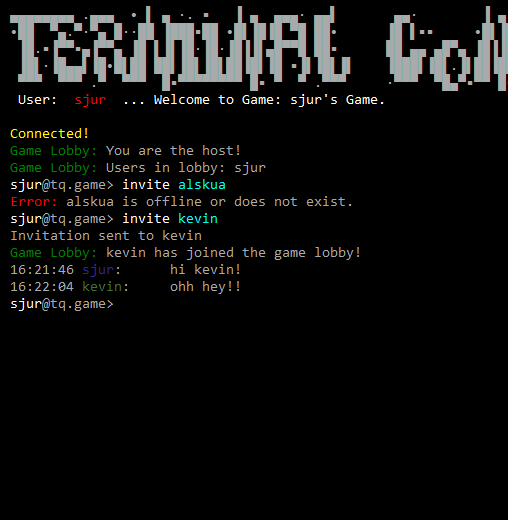 User: sjur ... Welcome to Game: sjur's Game.
Connected!
Game Lobby: You are the host!
Game Lobby: Users in lobby: sjur
sjur@tq.game> invite alskua
Error: alskua is offline or does not exist.
sjur@tq.game> invite kevin
Invitation sent to kevin
Game Lobby: kevin has joined the game lobby!
16:21:46 sjur: hi kevin!
16:22:04 kevin: ohh hey!!
sjur@tq.game>